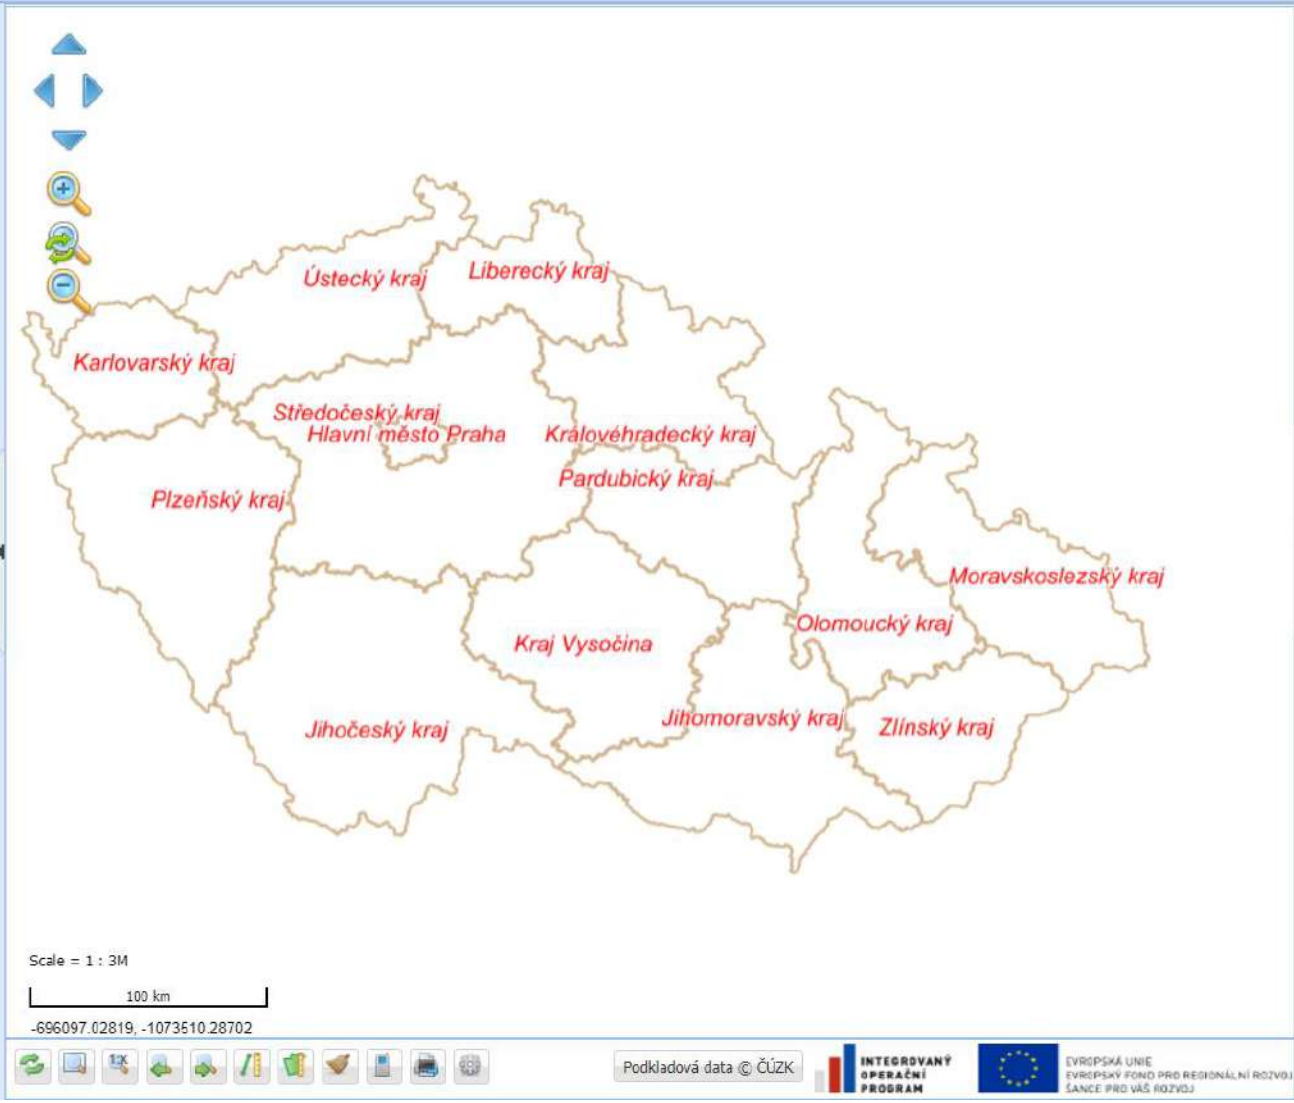 Liberecký kraj
Ústecký kraj
Karlovarský kraj
Středočeský kraj
Hlavní město Praha
Královéhradecký kraj
Pardubický kraj
Plzeňský kraj
Moravskoslezský kraj
Olomoucký kraj
Kraj Vysočina
Jihomoravský kraj
Zlínský kraj
Jihočeský kraj
Scale = 1 : 3M
100 km
-696097.02819, -1073510.28702
1:X
Podkladová data © ČÚZK
INTEGROVANÝ
OPERAČNÍ
PROGRAM
EVROPSKÁ UNIE
EVROPSKÝ FOND PRO REGIONÁLNÍ ROZVOJ
ŠANCE PRO VÁŠ ROZVOJ